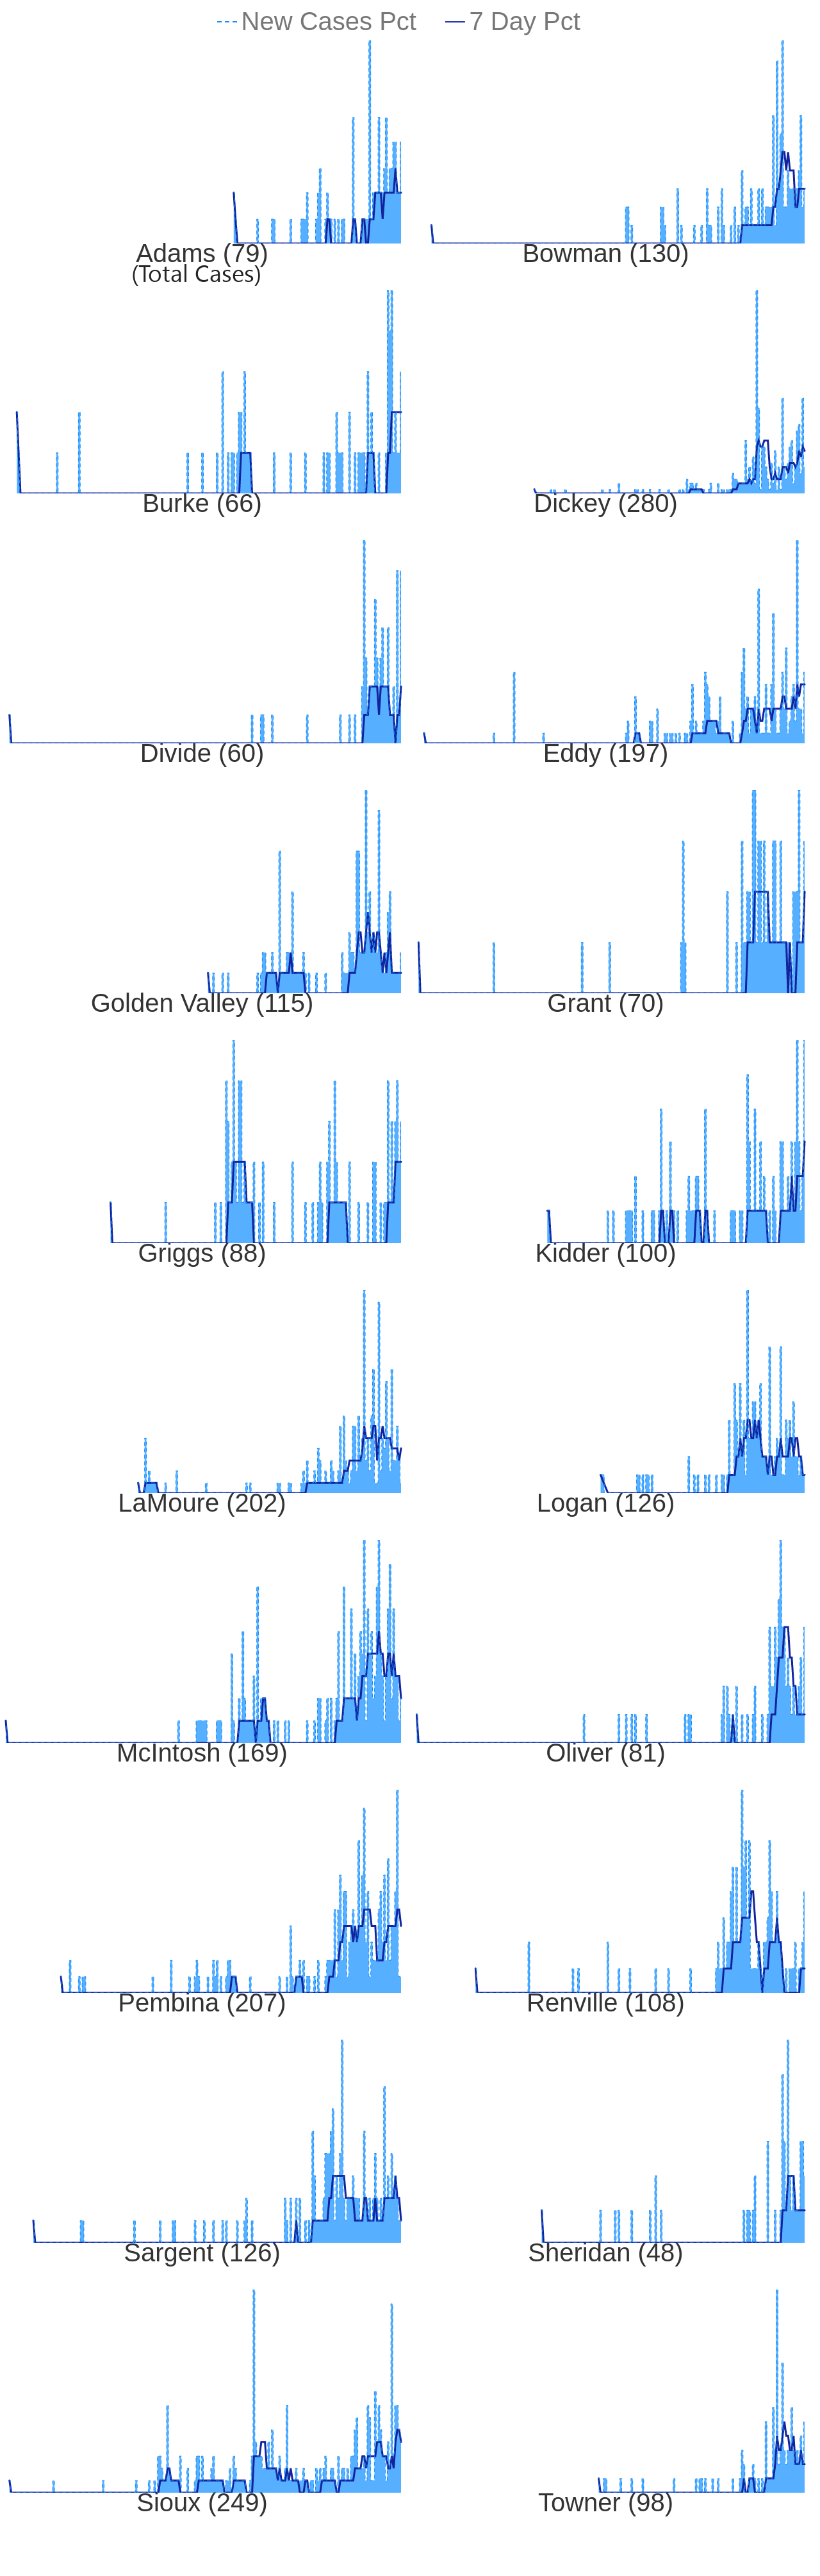 New Cases Pct 7 Day Pct
Adams (79) Bowman (130)
(Total Cases)
Burke (66) Dickey (280)
Divide (60) Eddy (197)
Golden Valley (115) Grant (70)
Griggs (88) Kidder (100)
LaMoure (202) Logan (126)
McIntosh (169) Oliver (81)
Pembina (207) Renville (108)
Sargent (126) Sheridan (48)
Sioux (249) Towner (98)